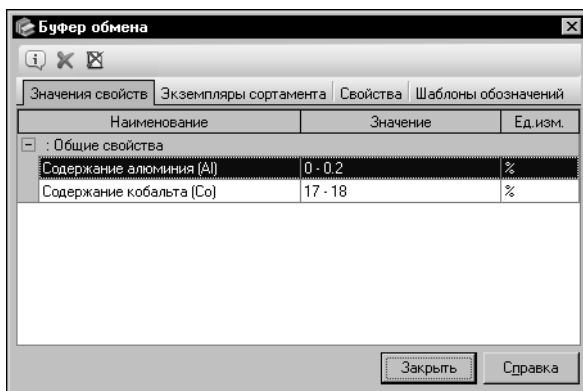 Буфер обмена
Значения свойств Экземпляры сортамента Свойства Шаблоны обозначений
Наименование Значение Ед.изм.
: Общие свойства
Содержание алюминия (Al) 0 - 0.2 %
Содержание кобальта (Co) 17 - 18 %
Закрыть Справка